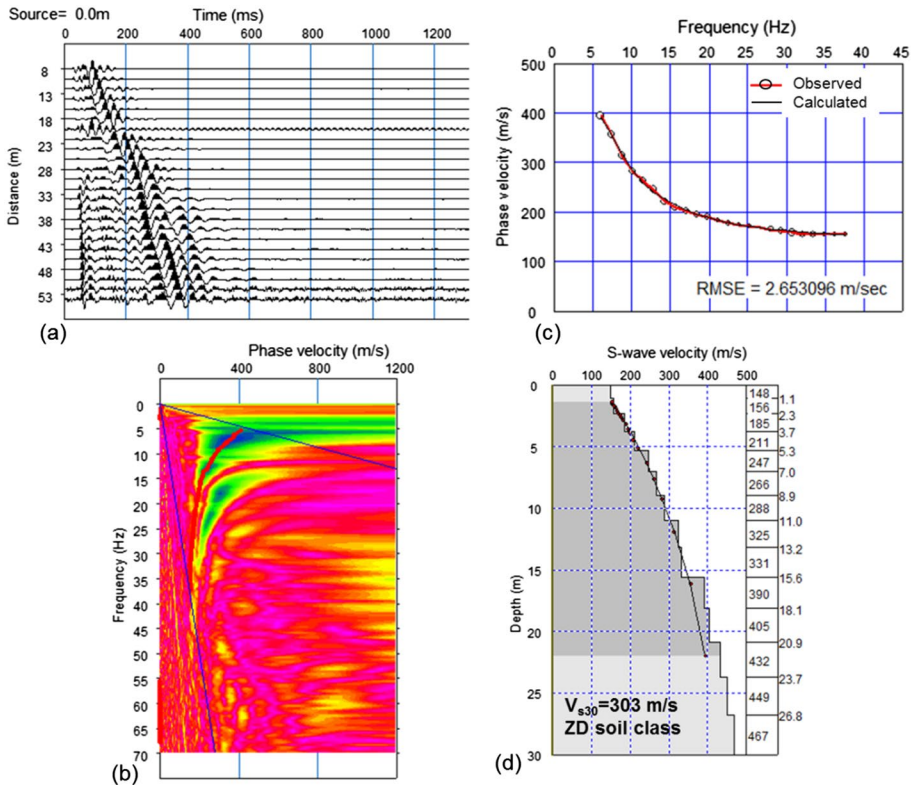 Source= 0.0m
Time (ms)
0 200 400 600 800 1000 1200
8
13
18
23
28
33
38
43
48
53
Distance (m)
(a)
Frequency (Hz)
0 5 10 15 20 25 30 35 40 45
500
400
300
200
100
0
Phase velocity (m/s)
Observed
Calculated
RMSE = 2.653096 m/sec
(c)
Phase velocity (m/s)
0 400 800 1200
0
5
10
15
20
25
30
35
40
45
50
55
60
65
70
Frequency (Hz)
(b)
S-wave velocity (m/s)
0 100 200 300 400 500
0
5
10
15
20
25
30
Depth (m)
148
1.1
156
2.3
185
3.7
211
5.3
247
7.0
266
8.9
288
11.0
325
13.2
331
15.6
390
18.1
405
20.9
432
23.7
449
26.8
467
Vs30=303 m/s
ZD soil class
(d)